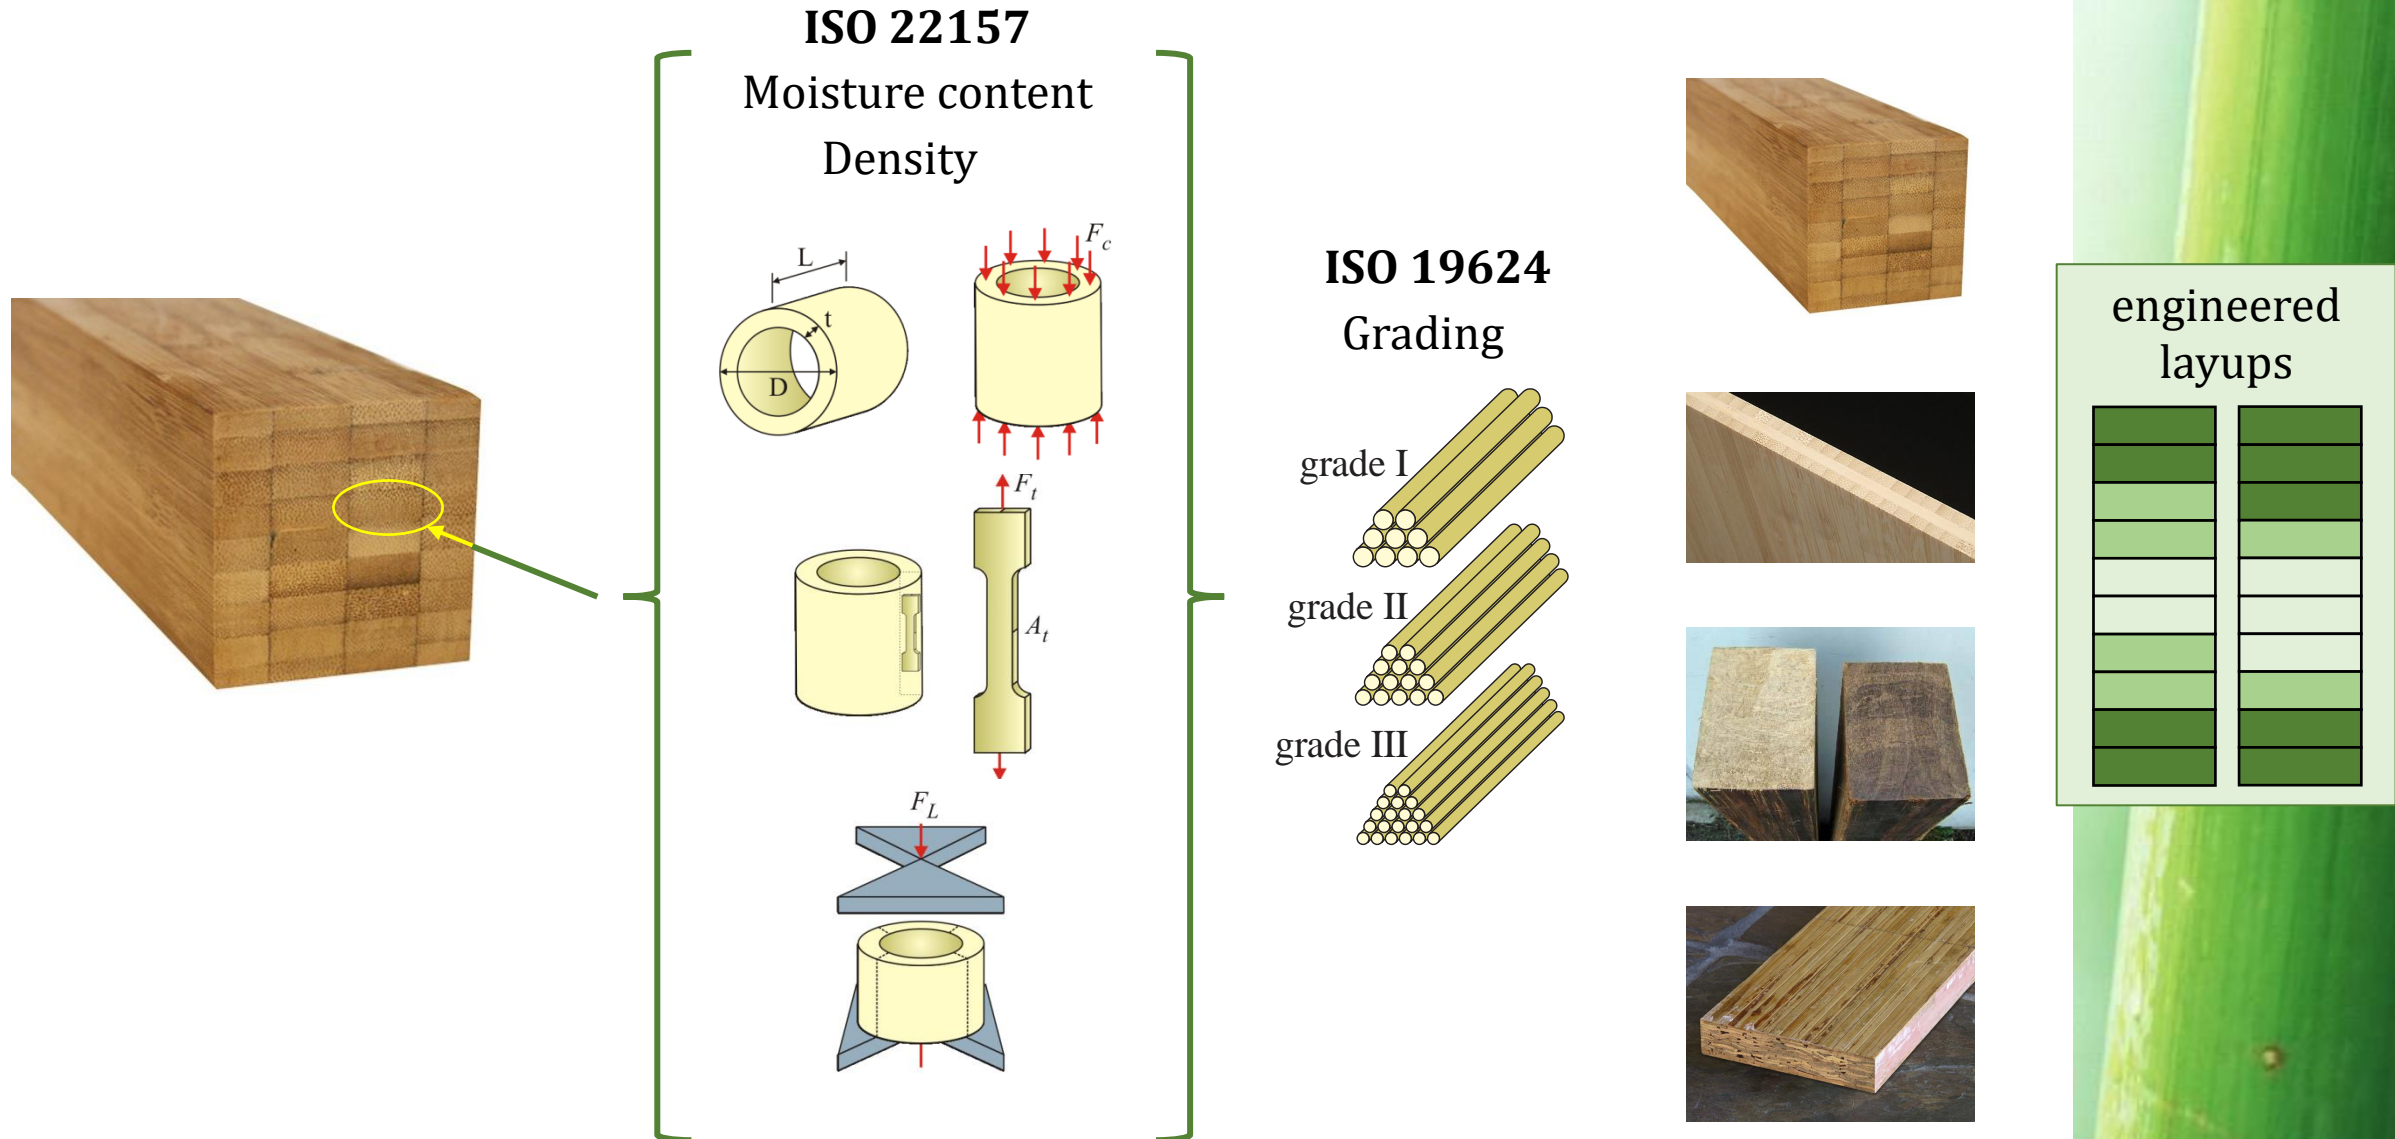 ISO 22157
Moisture content
Density
L
t
D
F_c
F_t
A_t
F_L
ISO 19624
Grading
grade I
grade II
grade III
engineered
layups